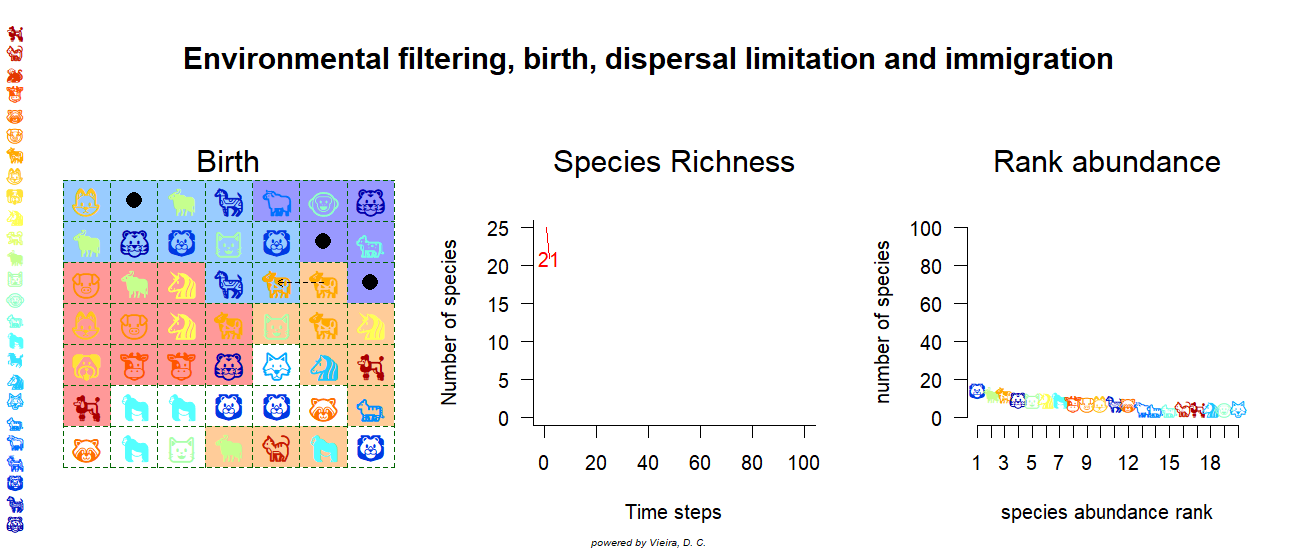 Environmental filtering, birth, dispersal limitation and immigration
Birth
Species Richness
Rank abundance
Number of species
25
20
15
10
5
0
21
0 20 40 60 80 100
Time steps
number of species
100
80
60
40
20
0
1 3 5 7 9 12 15 18
species abundance rank
powered by Vieira, D. C.